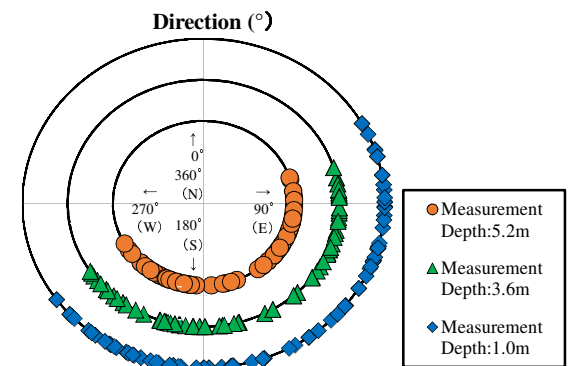 Direction (°)
↑
0°
360°
(N)
←
→
270°
90°
(W)
180°
(E)
(S)
↓
Measurement
Depth:5.2m
Measurement
Depth:3.6m
Measurement
Depth:1.0m